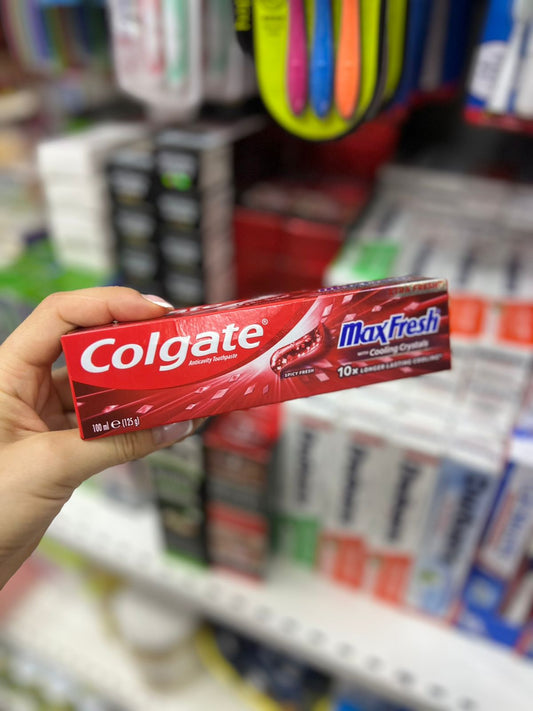 Colgate®
Anticavity Toothpaste
100 ml ℮ (125 g)
SPICY FRESH
MaxFresh
WITH Cooling Crystals
10x LONGER LASTING COOLING*